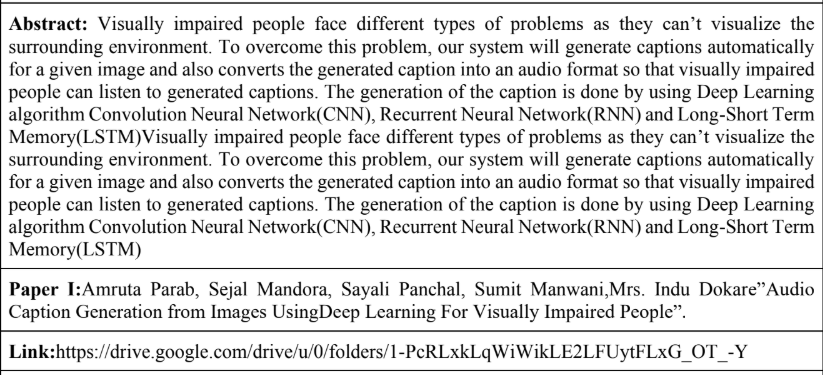 Abstract: Visually impaired people face different types of problems as they can’t visualize the
surrounding environment. To overcome this problem, our system will generate captions automatically
for a given image and also converts the generated caption into an audio format so that visually impaired
people can listen to generated captions. The generation of the caption is done by using Deep Learning
algorithm Convolution Neural Network(CNN), Recurrent Neural Network(RNN) and Long-Short Term
Memory(LSTM)Visually impaired people face different types of problems as they can’t visualize the
surrounding environment. To overcome this problem, our system will generate captions automatically
for a given image and also converts the generated caption into an audio format so that visually impaired
people can listen to generated captions. The generation of the caption is done by using Deep Learning
algorithm Convolution Neural Network(CNN), Recurrent Neural Network(RNN) and Long-Short Term
Memory(LSTM)
Paper I:Amruta Parab, Sejal Mandora, Sayali Panchal, Sumit Manwani,Mrs. Indu Dokare”Audio
Caption Generation from Images UsingDeep Learning For Visually Impaired People”.
Link:https://drive.google.com/drive/u/0/folders/1-PcRLxkLqWiWikLE2LFUytFLxG_OT_-Y